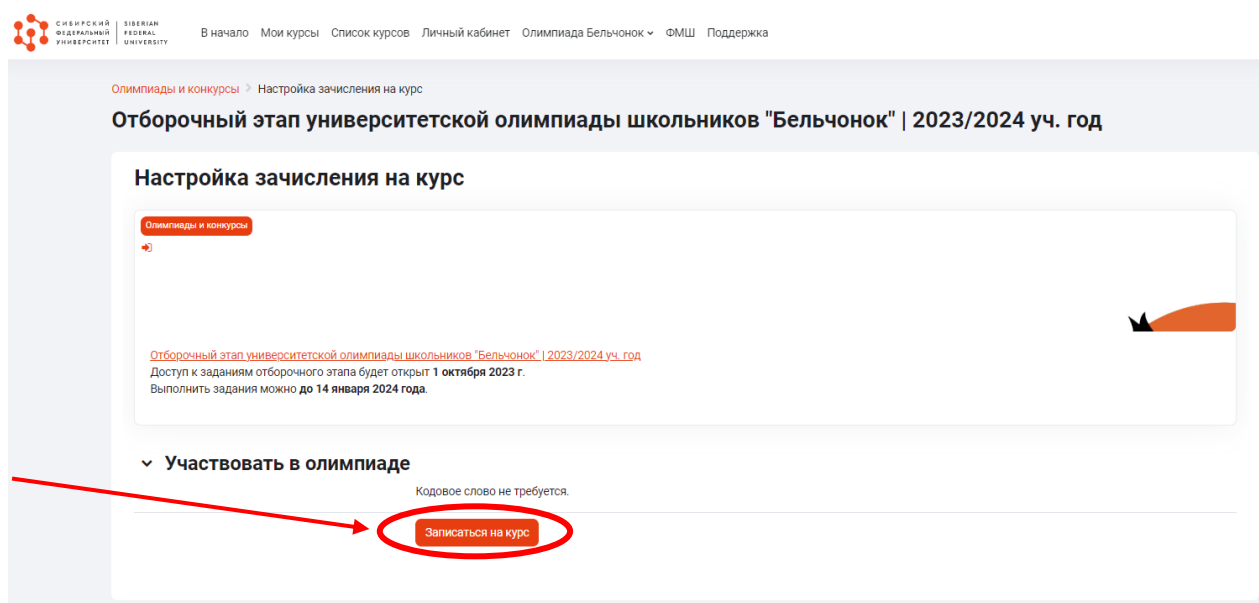 СИБИРСКИЙ
ФЕДЕРАЛЬНЫЙ
УНИВЕРСИТЕТ
SIBERIAN
FEDERAL
UNIVERSITY
В начало Мои курсы Список курсов Личный кабинет Олимпиада Бельчонок ФМШ Поддержка
Олимпиады и конкурсы > Настройка зачисления на курс
Отборочный этап университетской олимпиады школьников "Бельчонок" | 2023/2024 уч. год
Настройка зачисления на курс
Олимпиады и конкурсы
Отборочный этап университетской олимпиады школьников "Бельчонок" | 2023/2024 уч. год
Доступ к заданиям отборочного этапа будет открыт 1 октября 2023 г.
Выполнить задания можно до 14 января 2024 года.
Участвовать в олимпиаде
Кодовое слово не требуется.
Записаться на курс